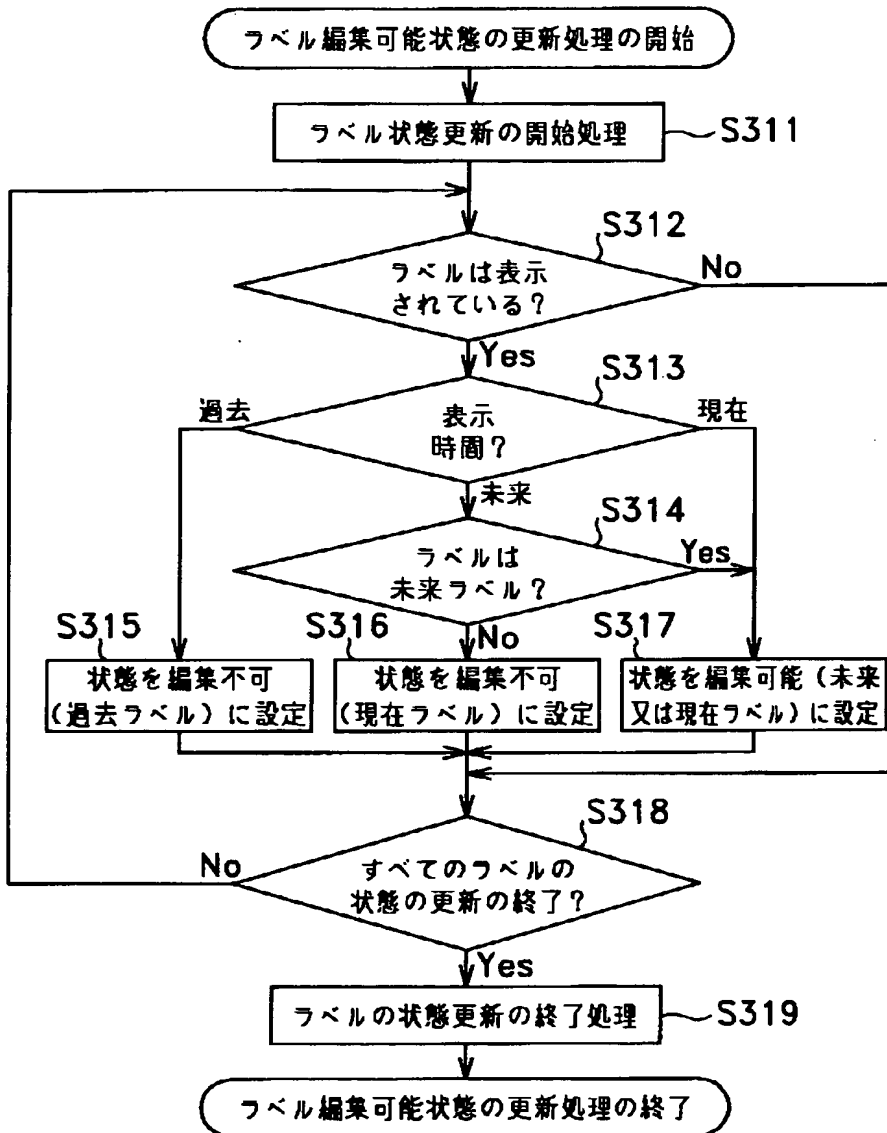 ラベル編集可能状態の更新処理の開始
ラベル状態更新の開始処理
S311
S312
ラベルは表示
されている?
No
Yes
S313
過去
表示
時間?
現在
未来
S314
ラベルは
未来ラベル?
Yes
No
S315
状態を編集不可
(過去ラベル)に設定
S316
状態を編集不可
(現在ラベル)に設定
S317
状態を編集可能(未来
又は現在ラベル)に設定
S318
No
すべてのラベルの
状態の更新の終了?
Yes
ラベルの状態更新の終了処理
S319
ラベル編集可能状態の更新処理の終了